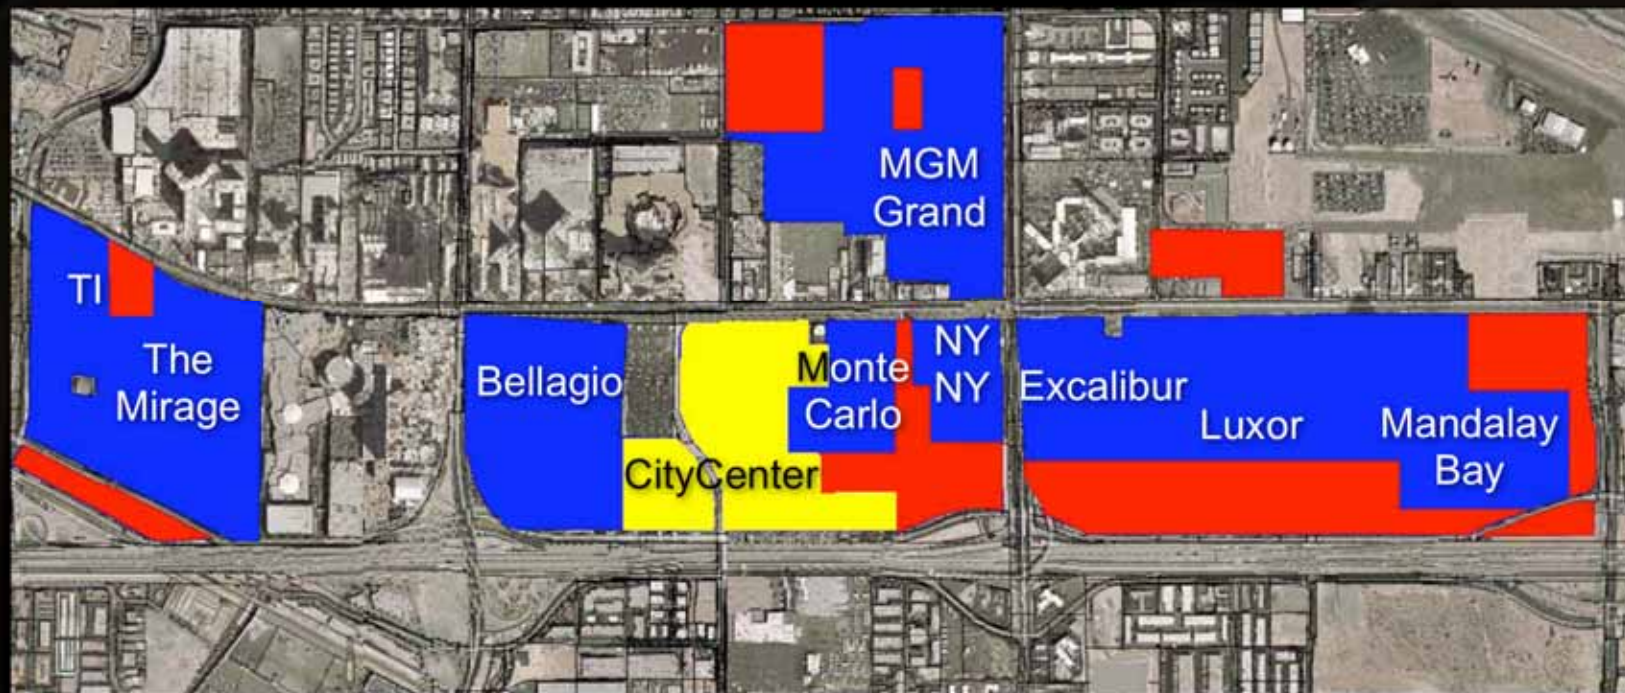 MGM
Grand
TI
The
Mirage
Bellagio
CityCenter
Monte
Carlo
NY
NY
Excalibur
Luxor
Mandalay
Bay